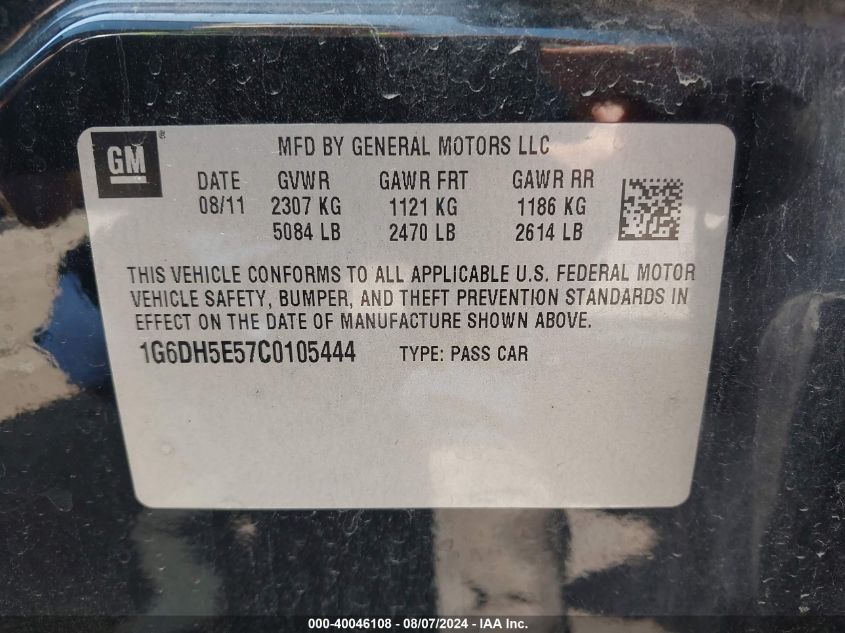 GM
®
MFD BY GENERAL MOTORS LLC
DATE GVWR GAWR FRT GAWR RR
08/11 2307 KG 1121 KG 1186 KG
5084 LB 2470 LB 2614 LB
THIS VEHICLE CONFORMS TO ALL APPLICABLE U.S. FEDERAL MOTOR
VEHICLE SAFETY, BUMPER, AND THEFT PREVENTION STANDARDS IN
EFFECT ON THE DATE OF MANUFACTURE SHOWN ABOVE.
1G6DH5E57C0105444 TYPE: PASS CAR
000-40046108 - 08/07/2024 - IAA Inc.